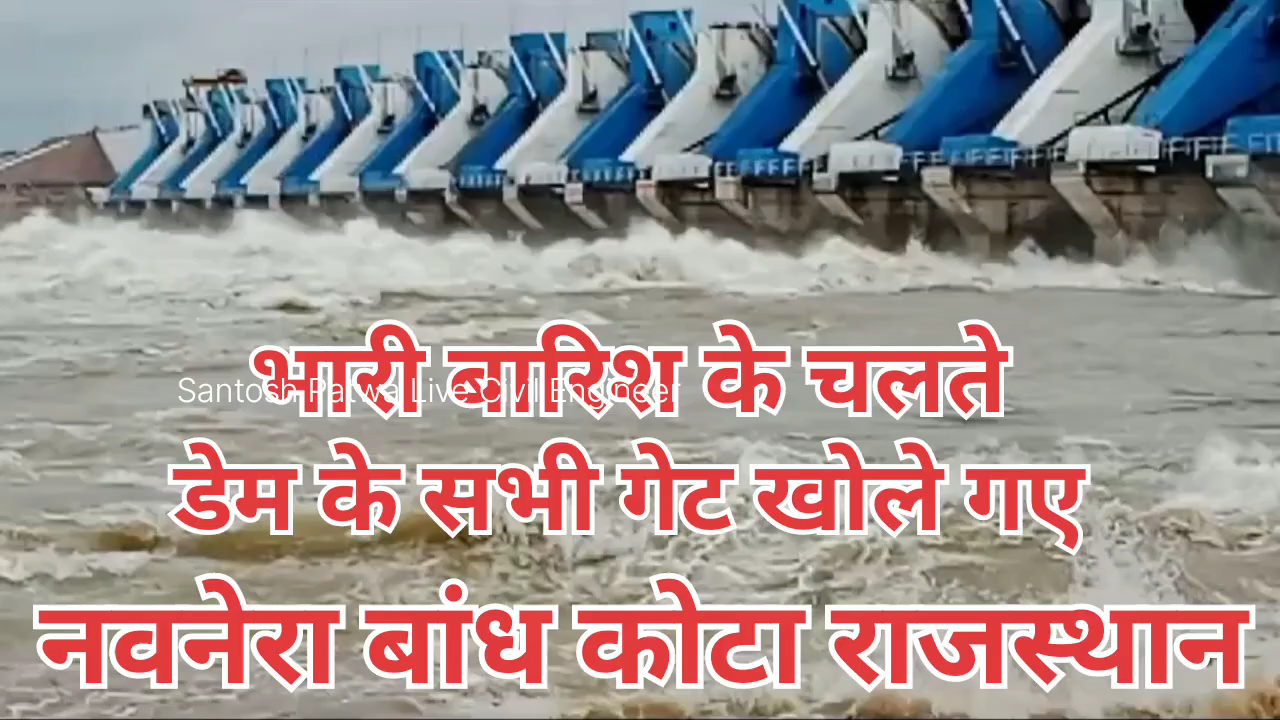 भारी बारिश के चलते
Santosh Patwa Live Civil Engineer
डेम के सभी गेट खोले गए
नवनेरा बांध कोटा राजस्थान